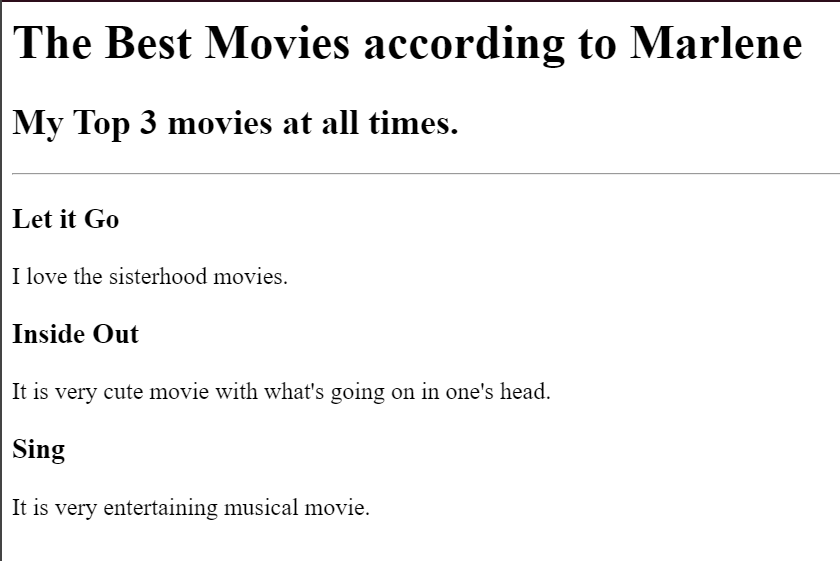 The Best Movies according to Marlene
My Top 3 movies at all times.
Let it Go
I love the sisterhood movies.
Inside Out
It is very cute movie with what's going on in one's head.
Sing
It is very entertaining musical movie.